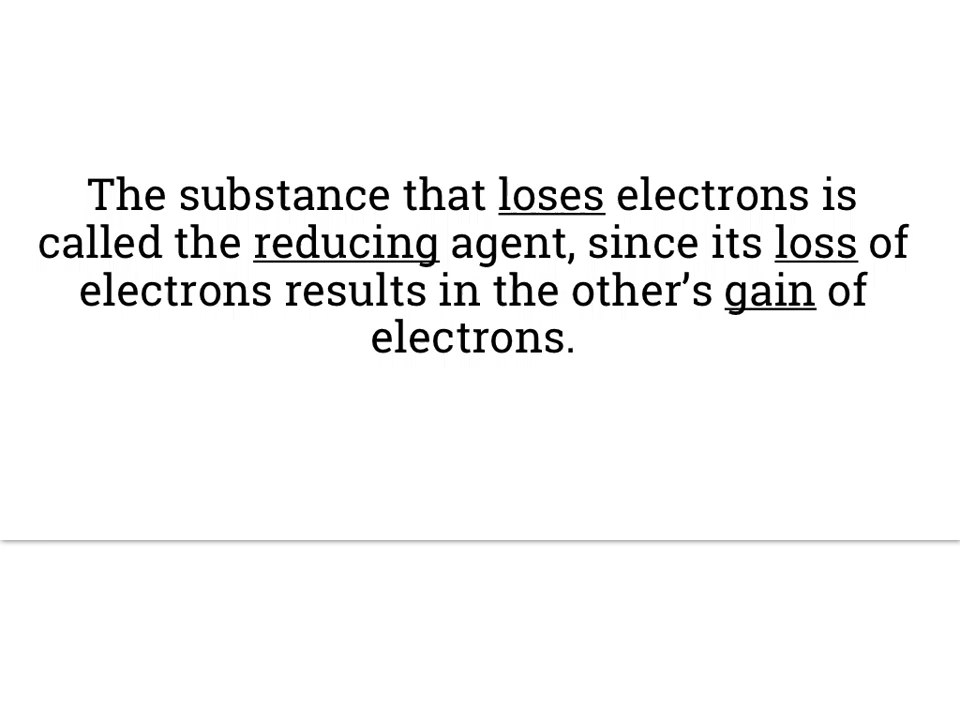 The substance that loses electrons is
called the reducing agent, since its loss of
electrons results in the other’s gain of
electrons.